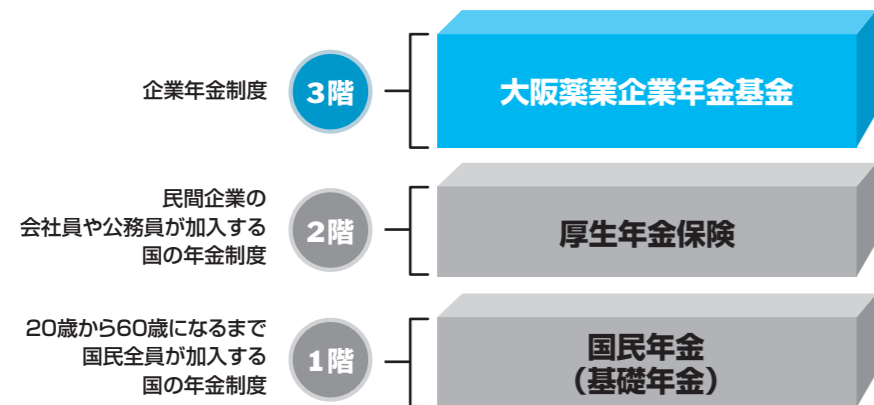 企業年金制度
3階
大阪薬業企業年金基金
民間企業の
会社員や公務員が加入する
国の年金制度
2階
厚生年金保険
20歳から60歳になるまで
国民全員が加入する
国の年金制度
1階
国民年金
（基礎年金）